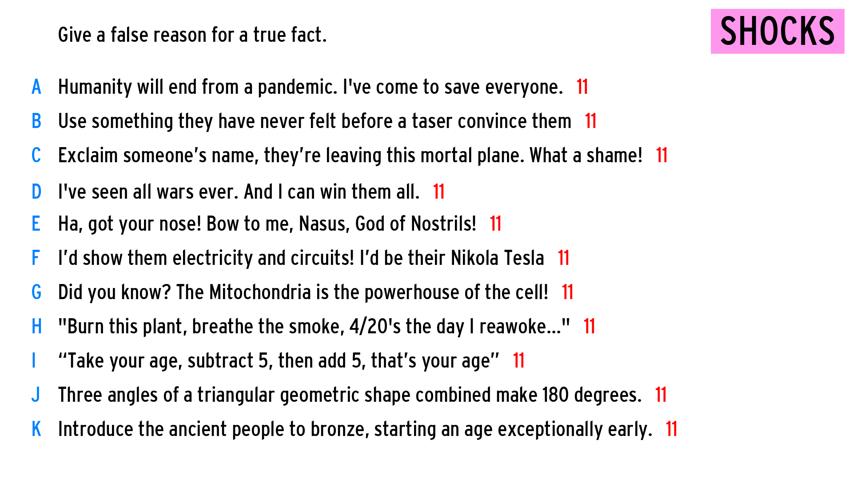 Give a false reason for a true fact.
SHOCKS
A Humanity will end from a pandemic. I've come to save everyone. 11
B Use something they have never felt before a taser convince them 11
C Exclaim someone’s name, they’re leaving this mortal plane. What a shame! 11
D I've seen all wars ever. And I can win them all. 11
E Ha, got your nose! Bow to me, Nasus, God of Nostrils! 11
F I’d show them electricity and circuits! I’d be their Nikola Tesla 11
G Did you know? The Mitochondria is the powerhouse of the cell! 11
H "Burn this plant, breathe the smoke, 4/20's the day I reawoke..." 11
I “Take your age, subtract 5, then add 5, that’s your age” 11
J Three angles of a triangular geometric shape combined make 180 degrees. 11
K Introduce the ancient people to bronze, starting an age exceptionally early. 11